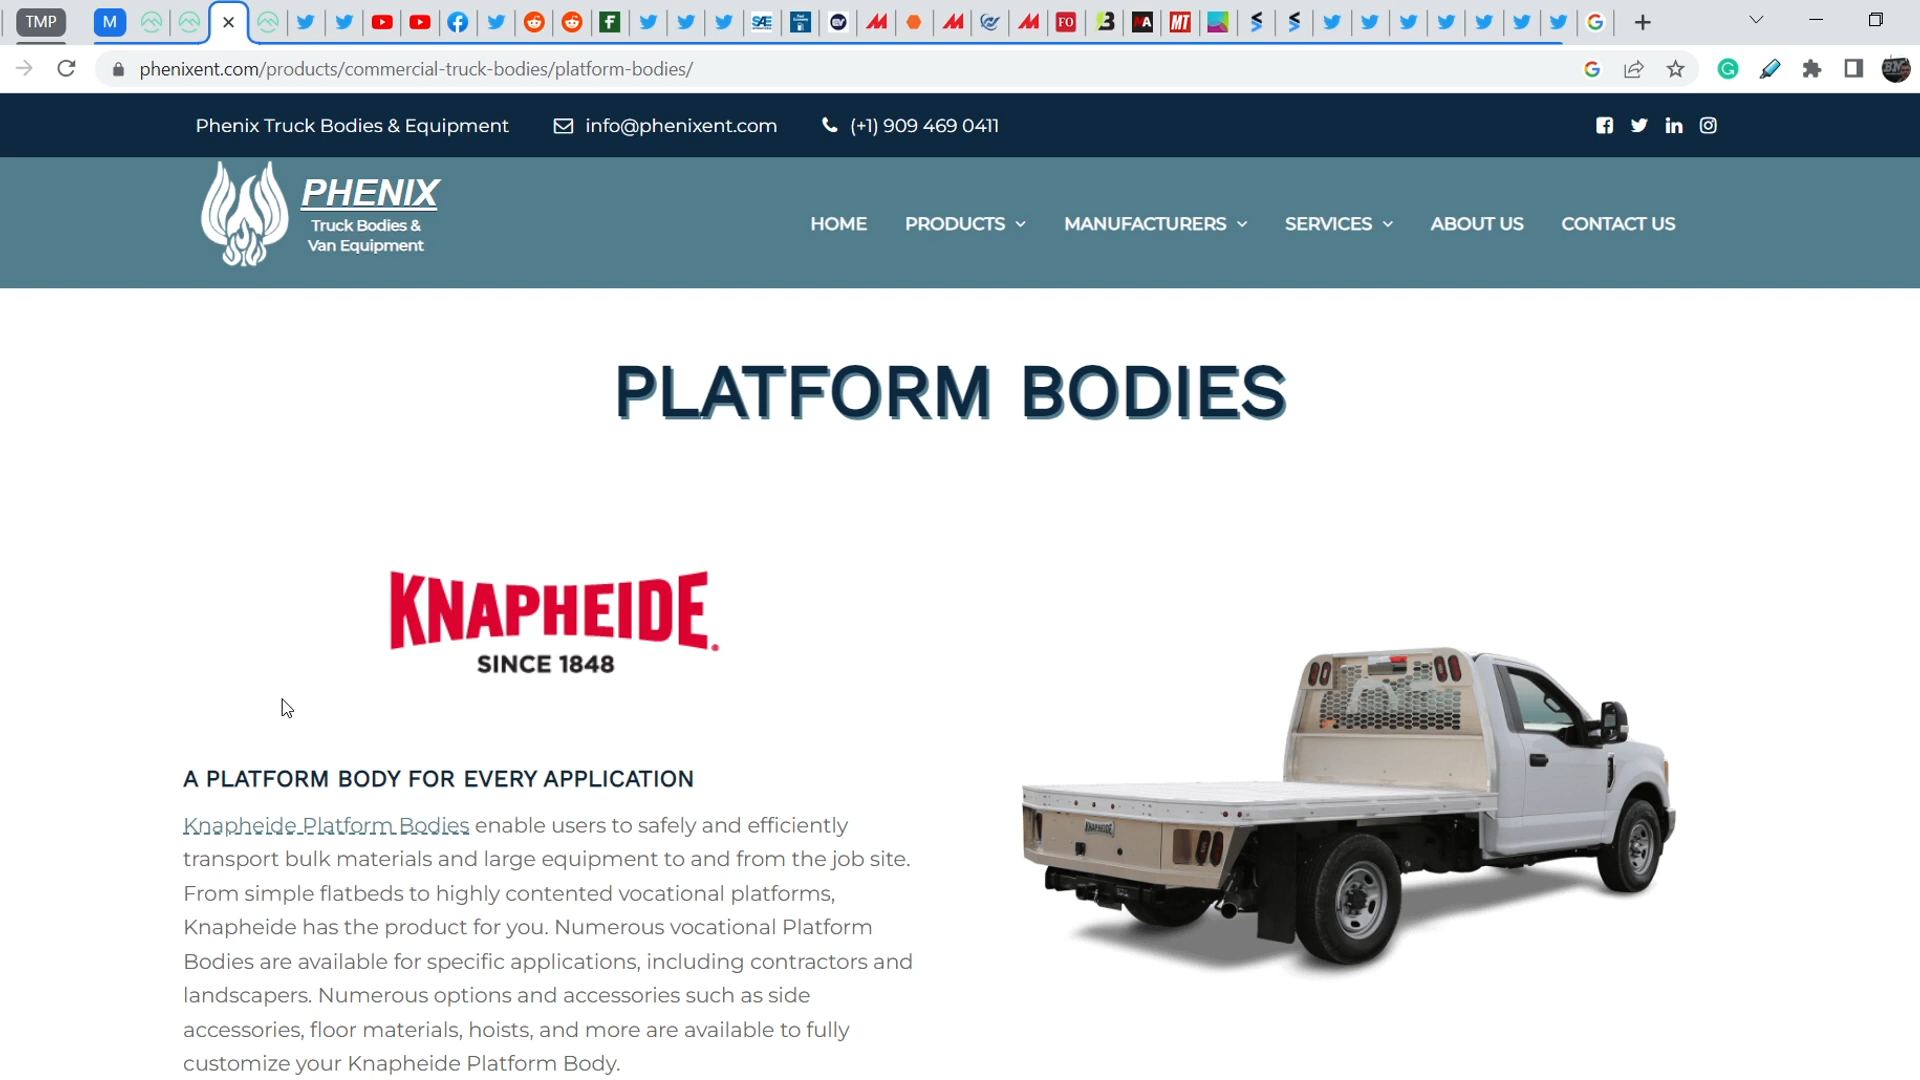 TMP
M
phenixent.com/products/commercial-truck-bodies/platform-bodies/
Phenix Truck Bodies & Equipment
info@phenixent.com
(+1) 909 469 0411
PHENIX
Truck Bodies &
Van Equipment
HOME
PRODUCTS
MANUFACTURERS
SERVICES
ABOUT US
CONTACT US
PLATFORM BODIES
KNAPHEIDE
SINCE 1848
A PLATFORM BODY FOR EVERY APPLICATION
Knapheide Platform Bodies enable users to safely and efficiently
transport bulk materials and large equipment to and from the job site.
From simple flatbeds to highly contented vocational platforms,
Knapheide has the product for you. Numerous vocational Platform
Bodies are available for specific applications, including contractors and
landscapers. Numerous options and accessories such as side
accessories, floor materials, hoists, and more are available to fully
customize your Knapheide Platform Body.
KNAPHEIDE